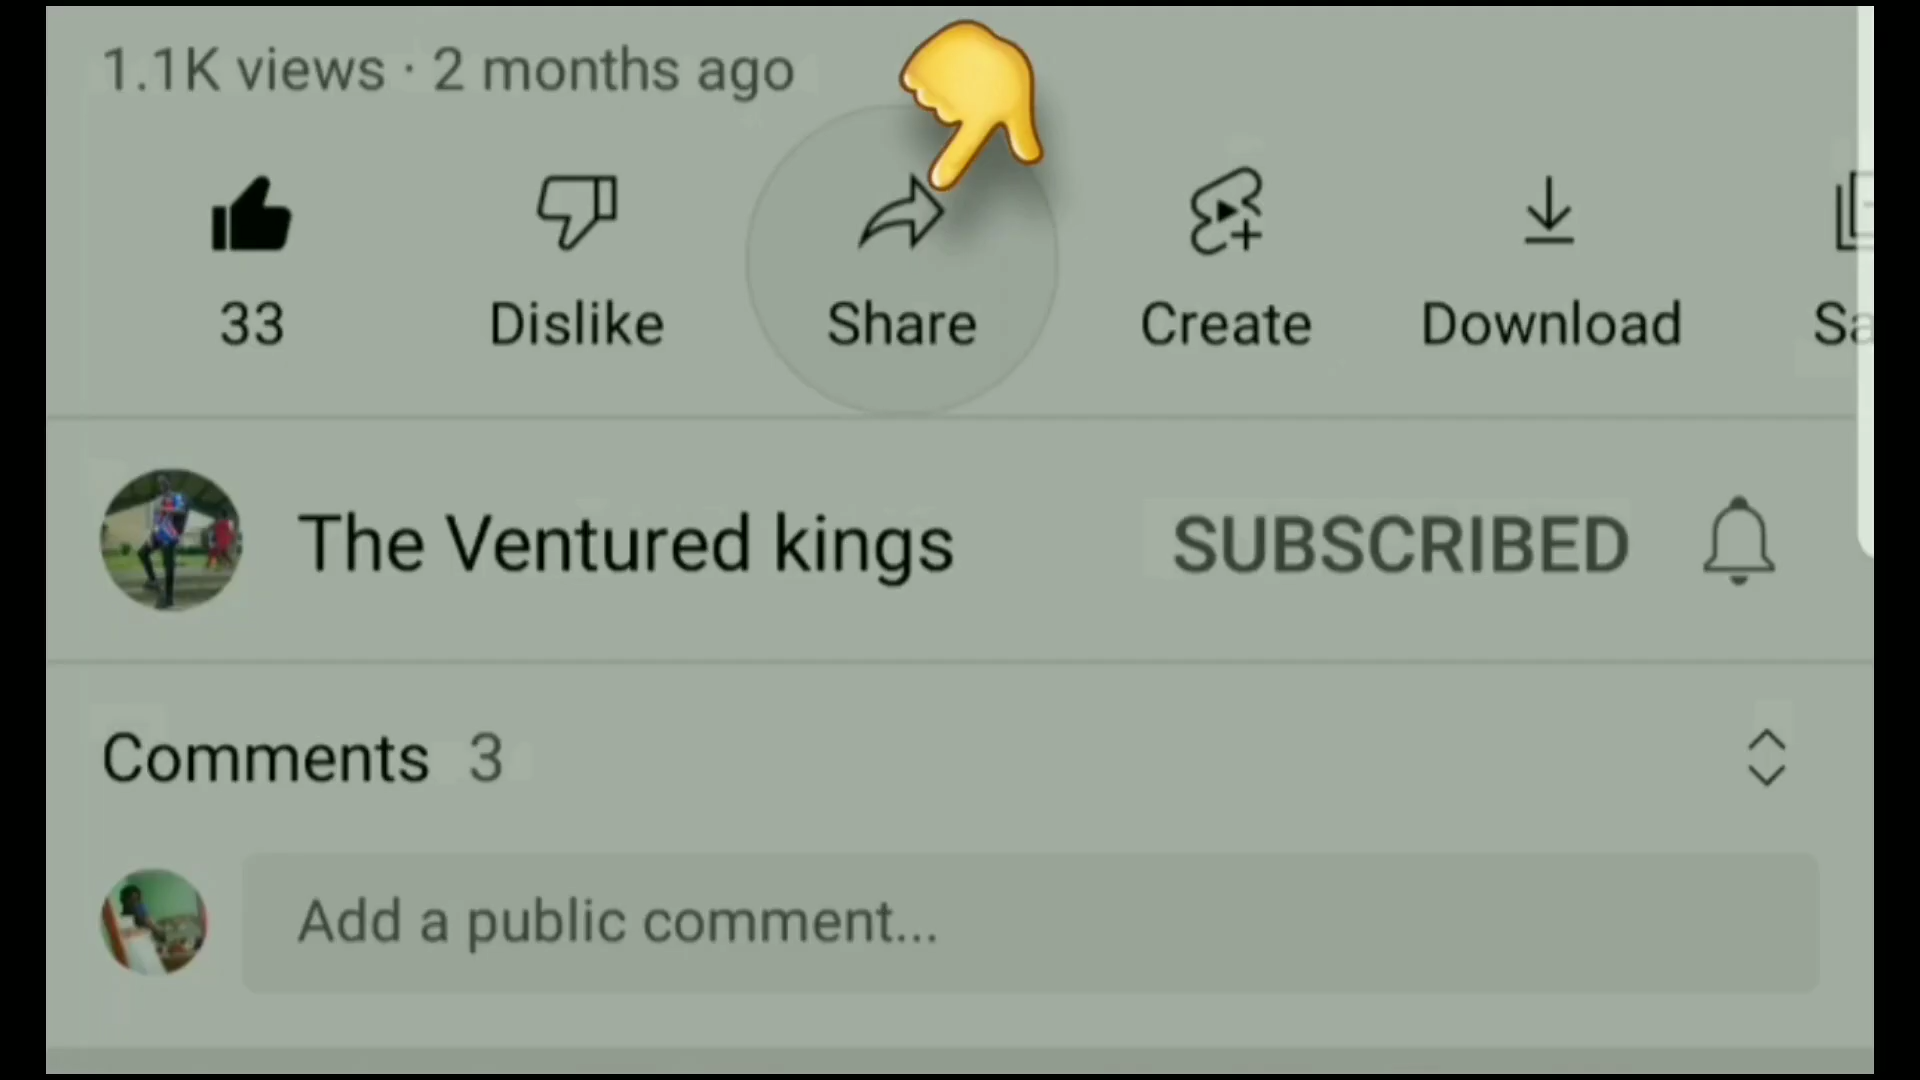 1.1K views · 2 months ago
33 Dislike Share Create Download
The Ventured kings SUBSCRIBED
Comments 3
Add a public comment...